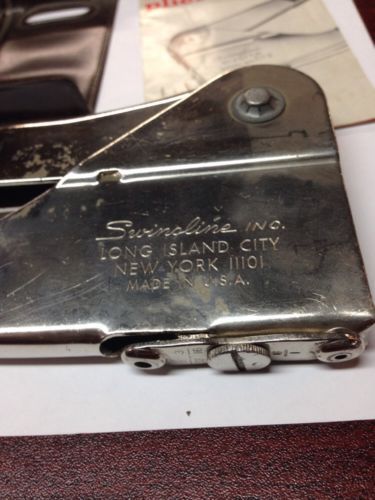 Swingline INC.
LONG ISLAND CITY
NEW YORK 11101
MADE IN U.S.A.